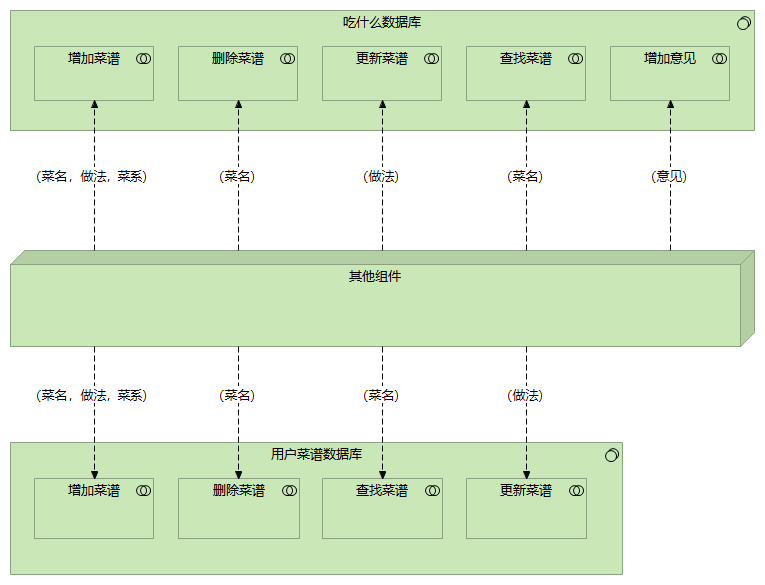 吃什么数据库
增加菜谱
删除菜谱
更新菜谱
查找菜谱
增加意见
（菜名，做法，菜系）
（菜名）
（做法）
（菜名）
（意见）
其他组件
（菜名，做法，菜系）
（菜名）
（菜名）
（做法）
用户菜谱数据库
增加菜谱
删除菜谱
查找菜谱
更新菜谱